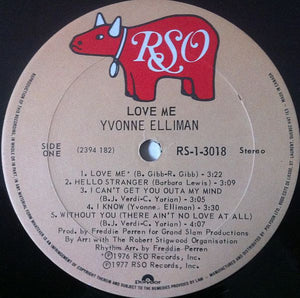 RSO
LOVE ME
YVONNE ELLIMAN
SIDE
ONE
(2394 182)
RS-1-3018
Stereo
1. LOVE ME* (B. Gibb-R. Gibb) - 3:22
2. HELLO STRANGER (Barbara Lewis) - 3:09
3. I CAN'T GET YOU OUTA MY MIND
(B.J. Verdi-C. Yarian) - 3:05
4. I KNOW (Yvonne Elliman) - 3:30
5. WITHOUT YOU (THERE AIN'T NO LOVE AT ALL)
(B.J. Verdi-C. Yarian) - 3:28
Prod. by Freddie Perren for Grand Slam Productions
By Arr. with The Robert Stigwood Organisation
Rhythm Arr. by Freddie Perren
℗1976 RSO Records, Inc.
©1977 RSO Records, Inc.
polydor